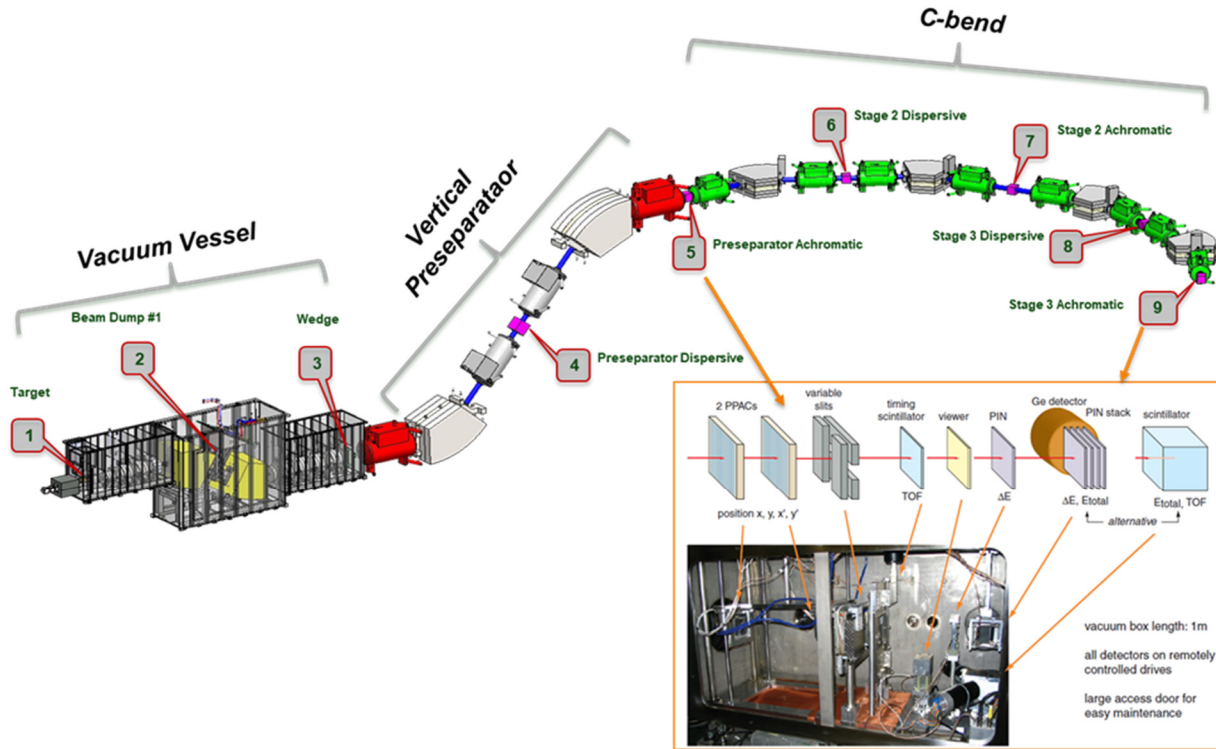 C-bend
6
Stage 2 Dispersive
7
Stage 2 Achromatic
Vertical
Preseparataor
5
Preseparator Achromatic
Stage 3 Dispersive
8
Stage 3 Achromatic
9
Vacuum Vessel
Beam Dump #1
Wedge
2
3
4
Preseparator Dispersive
Target
1
2 PPACs
variable
slits
timing
scintillator
viewer
PIN
Ge detector
PIN stack
scintillator
TOF
ΔE
ΔE, Etotal
Etotal, TOF
alternative
position x, y, x', y'
vacuum box length: 1m
all detectors on remotely
controlled drives
large access door for
easy maintenance